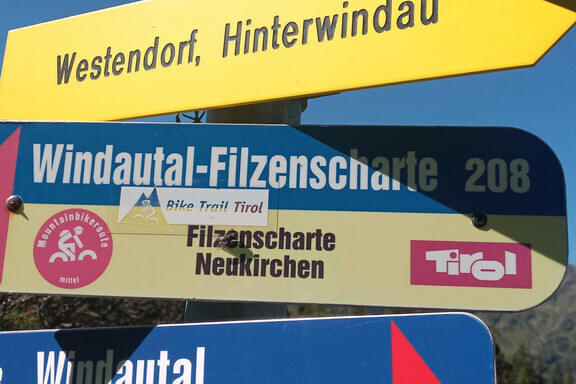 Westendorf, Hinterwindau
Windautal-Filzenscharte 208
Bike Trail Tirol
Mountainbikeroute
mittel
Filzenscharte
Neukirchen
Tirol
Windautal